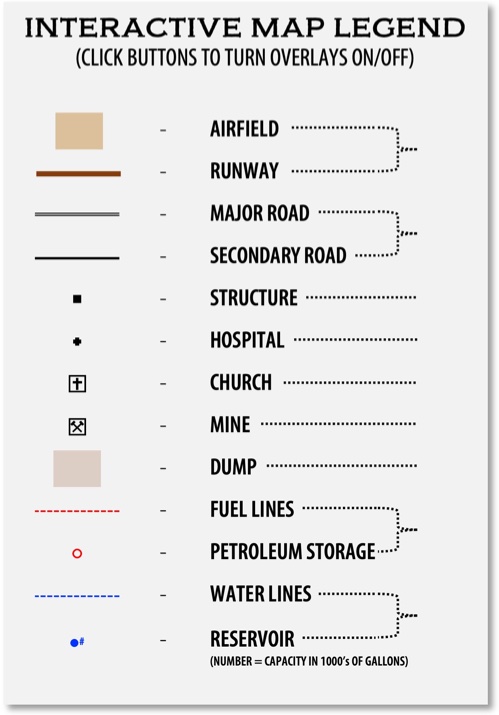 INTERACTIVE MAP LEGEND
(CLICK BUTTONS TO TURN OVERLAYS ON/OFF)
- AIRFIELD
- RUNWAY
- MAJOR ROAD
- SECONDARY ROAD
- STRUCTURE
- HOSPITAL
- CHURCH
- MINE
- DUMP
- FUEL LINES
- PETROLEUM STORAGE
- WATER LINES
# - RESERVOIR
(NUMBER = CAPACITY IN 1000's OF GALLONS)